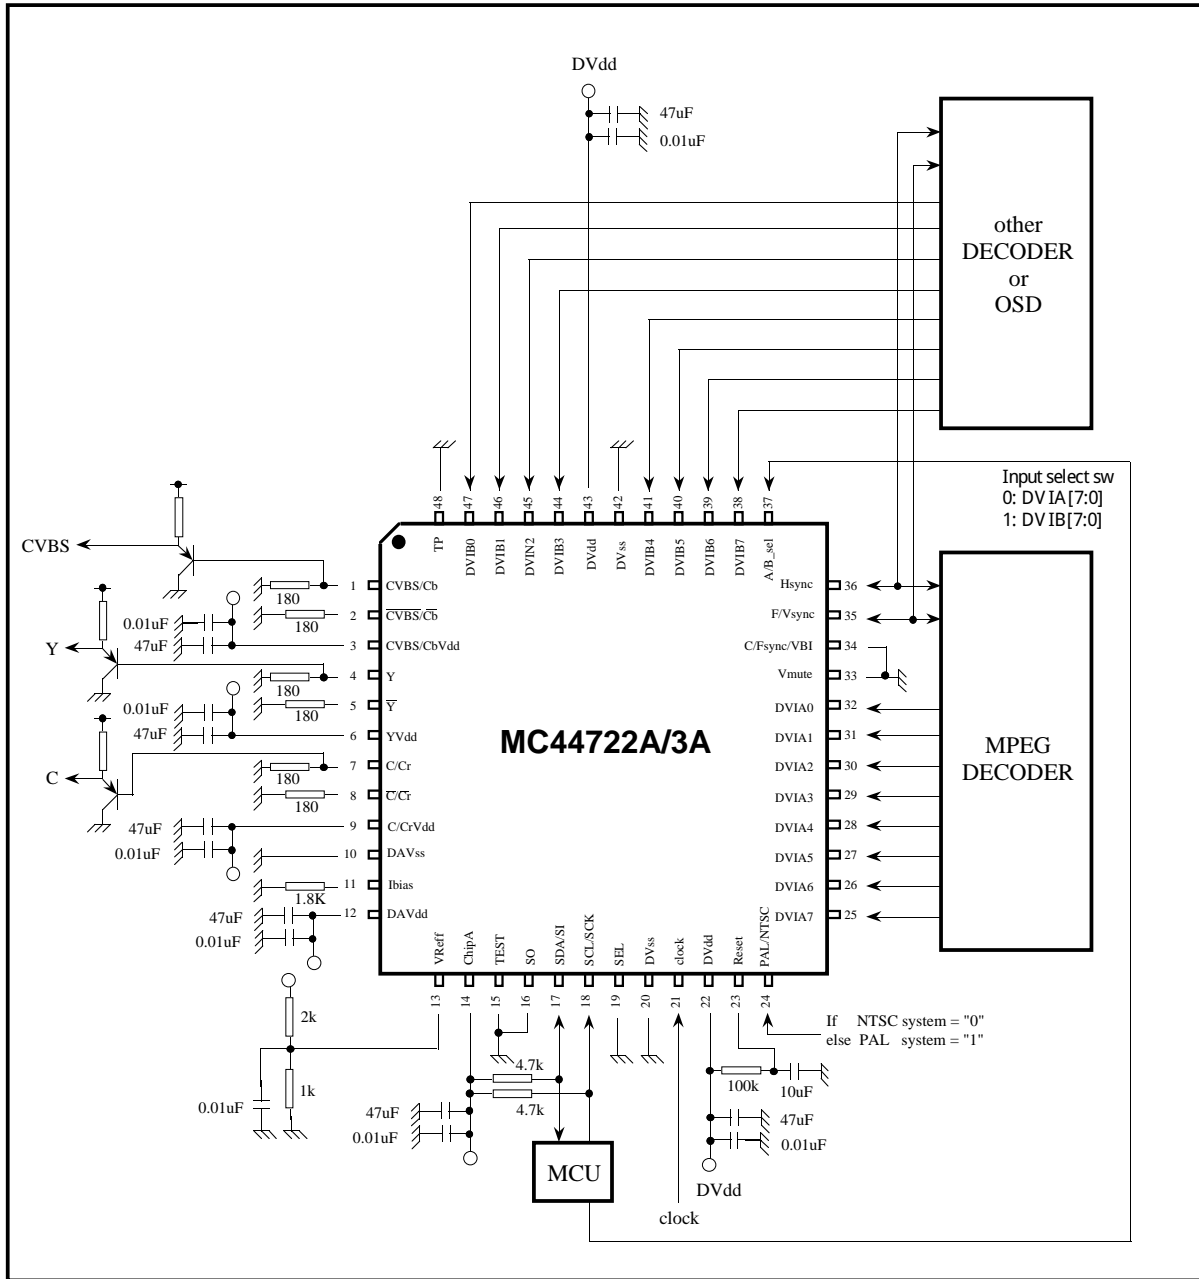 DVdd
47uF
0.01uF
other
DECODER
or
OSD
Input select sw
0: DVIA[7:0]
1: DVIB[7:0]
48 47 46 45 44 43 42 41 40 39 38 37
TP DVIB0 DVIB1 DVIN2 DVIB3 DVdd DVss DVIB4 DVIB5 DVIB6 DVIB7 A/B_sel
CVBS
180
1 CVBS/Cb
180
2 CVBS/Cb
0.01uF
47uF
3 CVBS/CbVdd
Y
180
4 Y
180
5 Y
0.01uF
47uF
6 YVdd
C
180
7 C/Cr
180
8 C/Cr
47uF
0.01uF
9 C/CrVdd
10 DAVss
1.8K
11 Ibias
47uF
0.01uF
12 DAVdd
MC44722A/3A
Hsync 36
F/Vsync 35
C/Fsync/VBI 34
Vmute 33
DVIA0 32
DVIA1 31
DVIA2 30
DVIA3 29
DVIA4 28
DVIA5 27
DVIA6 26
DVIA7 25
MPEG
DECODER
VReff ChipA TEST SO SDA/SI SCL/SCK SEL DVss clock DVdd Reset PAL/NTSC
13 14 15 16 17 18 19 20 21 22 23 24
2k
1k
0.01uF
4.7k
4.7k
47uF
0.01uF
MCU
clock
If NTSC system = "0"
else PAL system = "1"
100k
10uF
47uF
0.01uF
DVdd